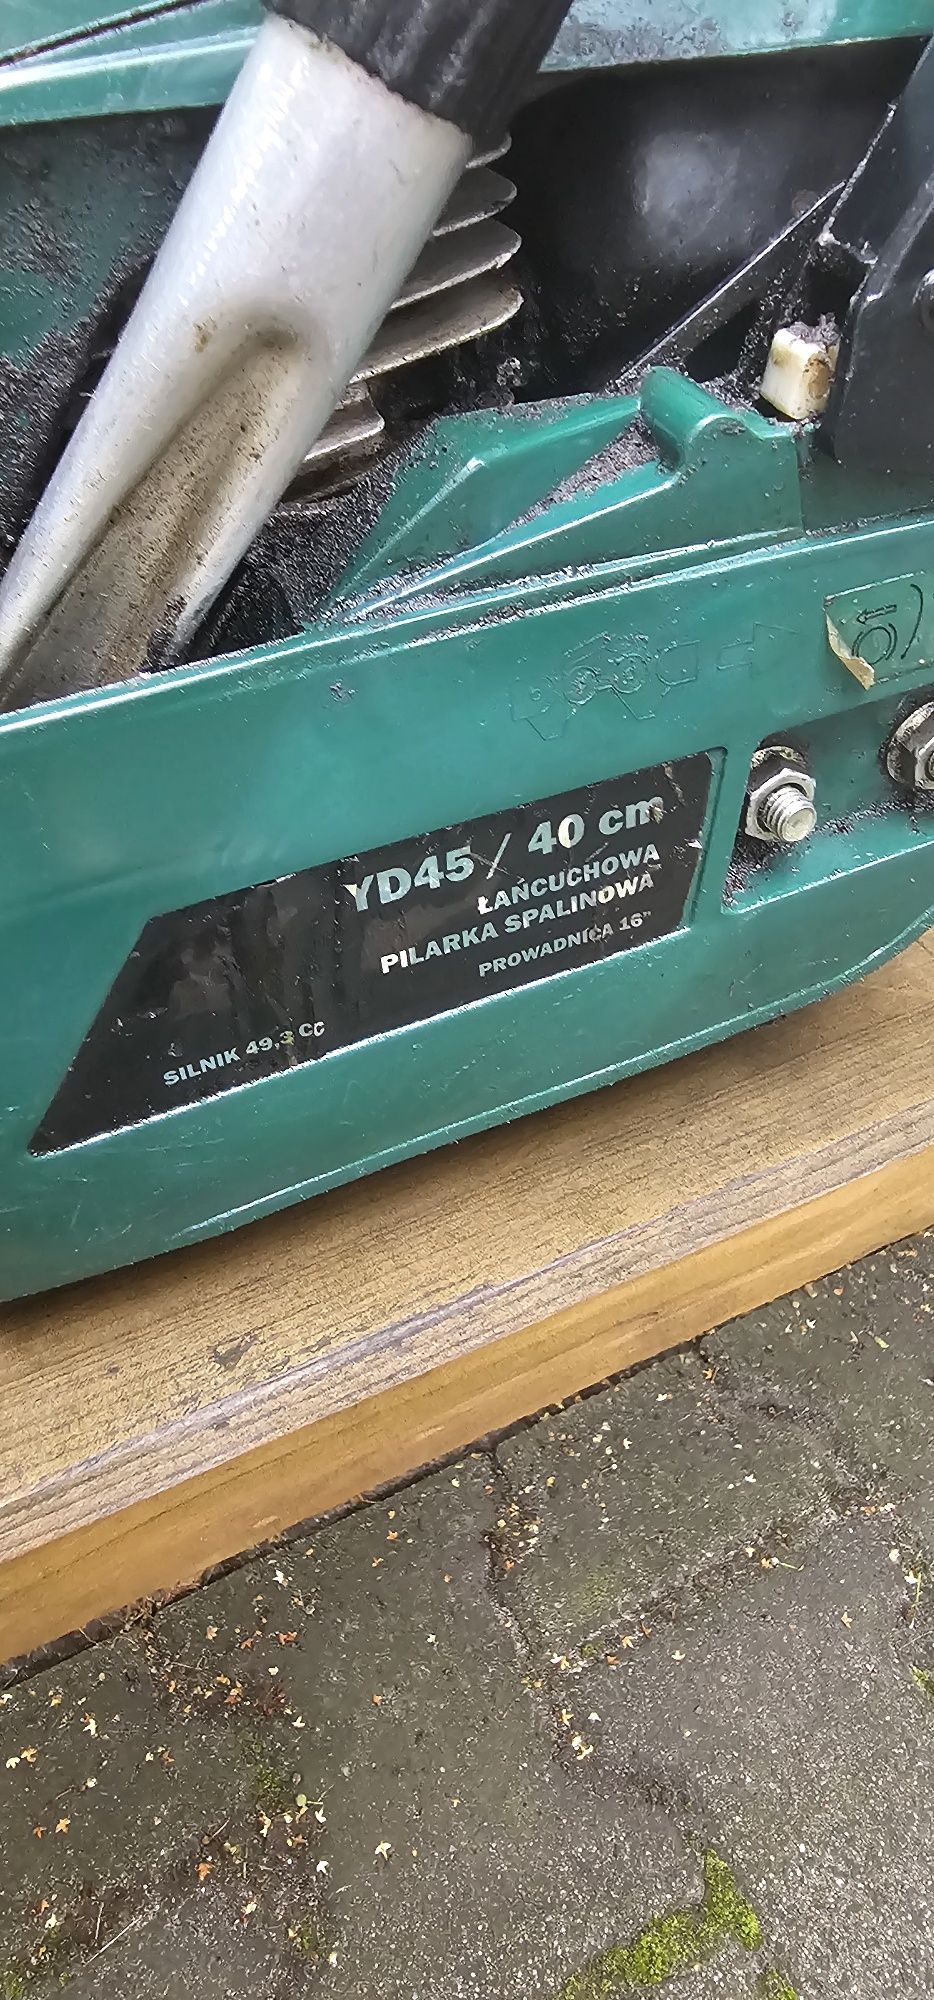 YD45 / 40 cm
ŁAŃCUCHOWA
PILARKA SPALINOWA
PROWADNICA 16"
SILNIK 49,3 CC